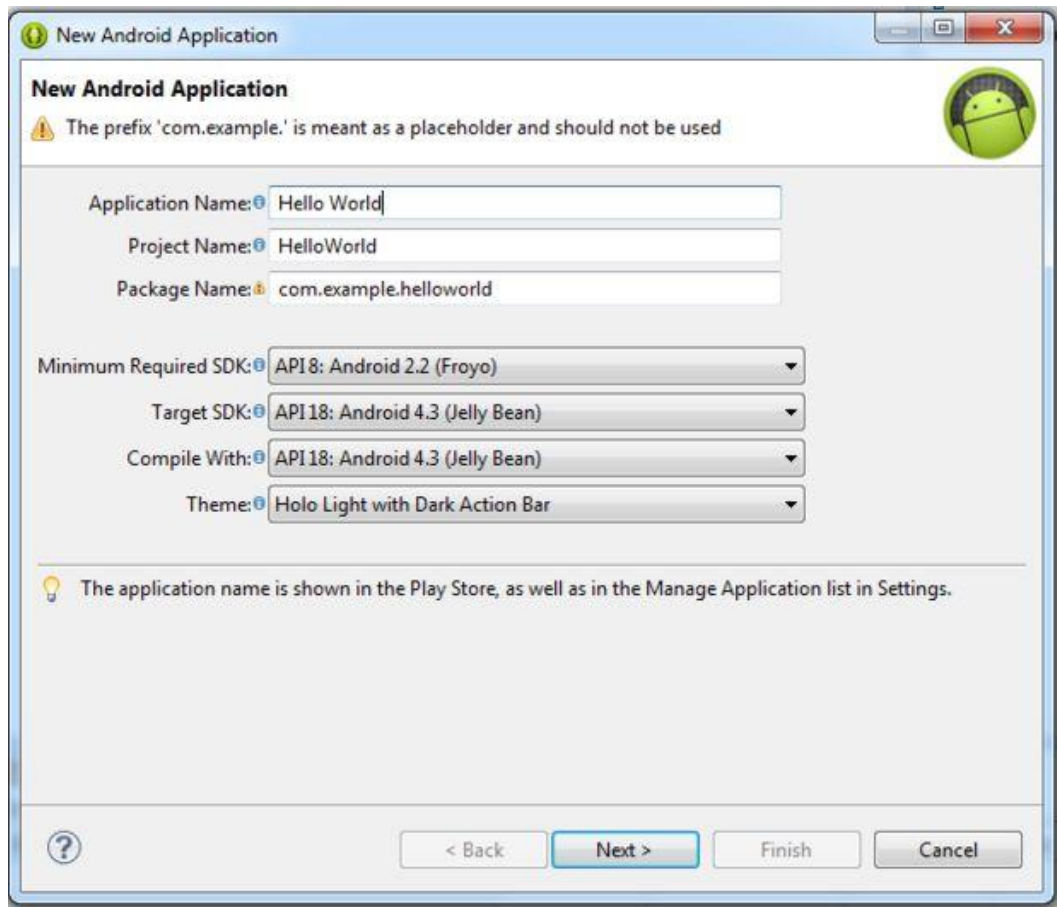 New Android Application
New Android Application
The prefix 'com.example.' is meant as a placeholder and should not be used
Application Name: Hello World
Project Name: HelloWorld
Package Name: com.example.helloworld
Minimum Required SDK: API 8: Android 2.2 (Froyo)
Target SDK: API 18: Android 4.3 (Jelly Bean)
Compile With: API 18: Android 4.3 (Jelly Bean)
Theme: Holo Light with Dark Action Bar
The application name is shown in the Play Store, as well as in the Manage Application list in Settings.
? < Back Next > Finish Cancel